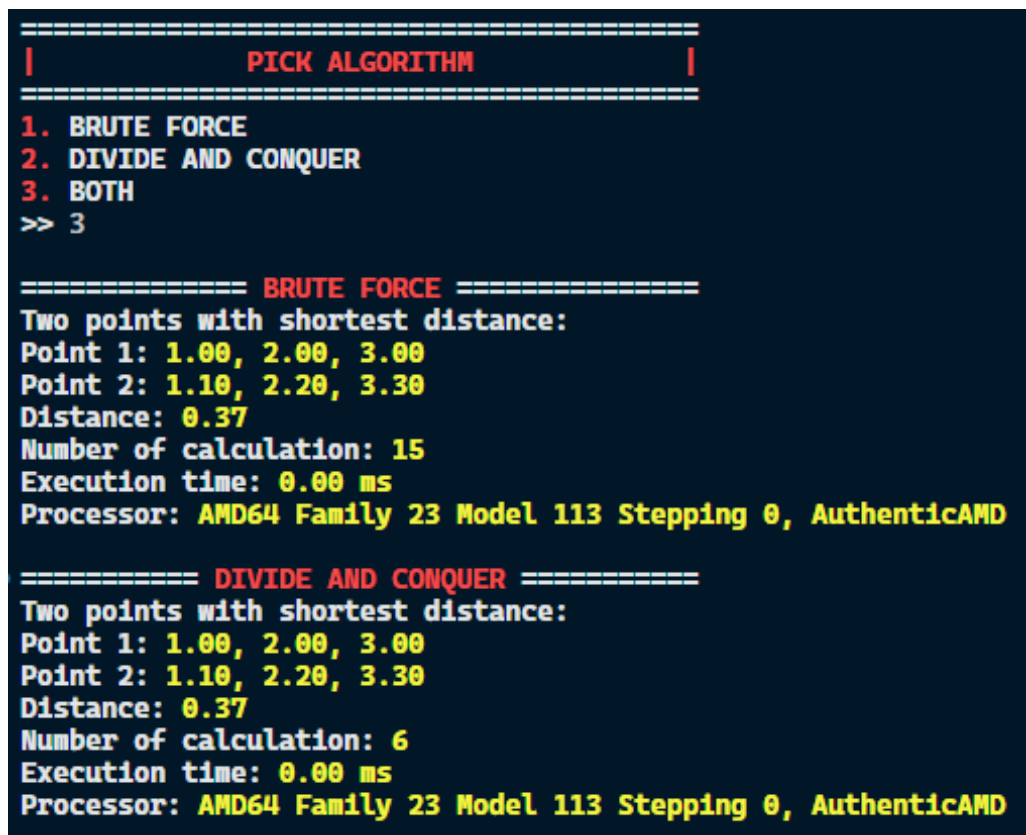 ==========================================
| PICK ALGORITHM |
==========================================
1. BRUTE FORCE
2. DIVIDE AND CONQUER
3. BOTH
>> 3
============== BRUTE FORCE ===============
Two points with shortest distance:
Point 1: 1.00, 2.00, 3.00
Point 2: 1.10, 2.20, 3.30
Distance: 0.37
Number of calculation: 15
Execution time: 0.00 ms
Processor: AMD64 Family 23 Model 113 Stepping 0, AuthenticAMD
=========== DIVIDE AND CONQUER ===========
Two points with shortest distance:
Point 1: 1.00, 2.00, 3.00
Point 2: 1.10, 2.20, 3.30
Distance: 0.37
Number of calculation: 6
Execution time: 0.00 ms
Processor: AMD64 Family 23 Model 113 Stepping 0, AuthenticAMD